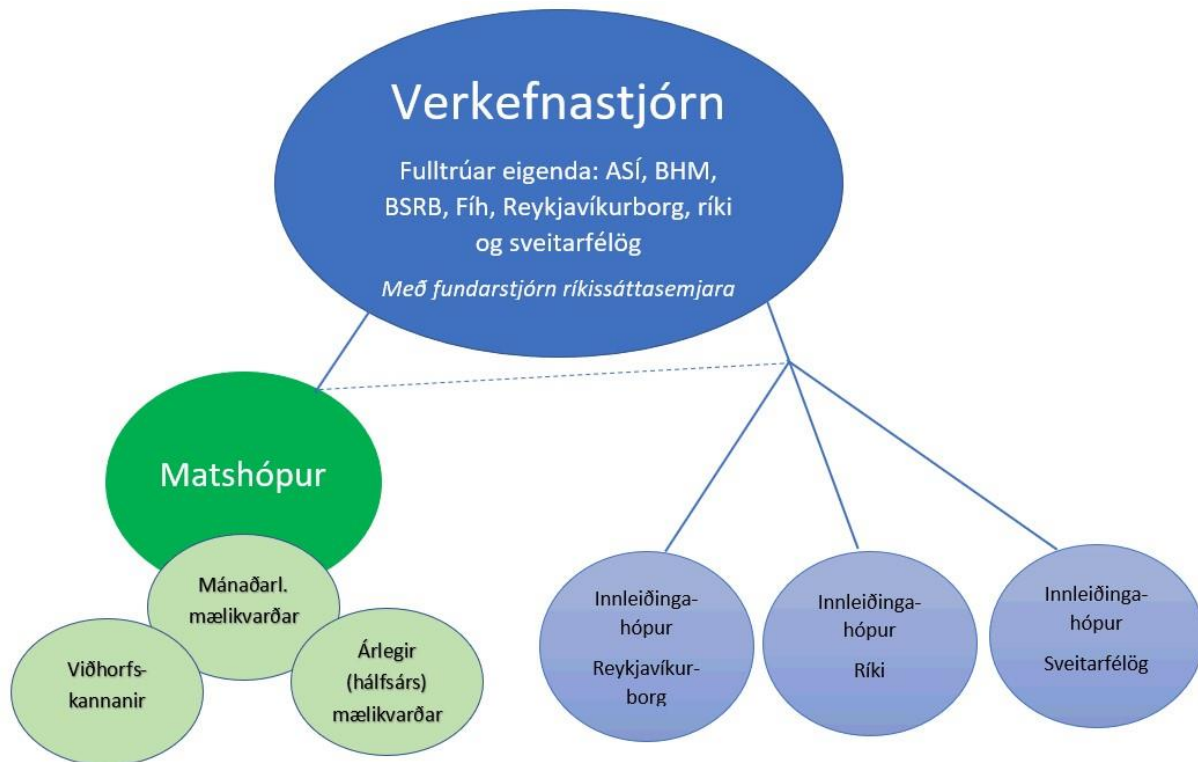 Verkefnastjórn
Fulltrúar eigenda: ASÍ, BHM,
BSRB, Fíh, Reykjavíkurborg, ríki
og sveitarfélög
Með fundarstjórn ríkissáttasemjara
Matshópur
Mánaðarl.
mælikvarðar
Viðhorfs-
kannanir
Árlegir
(hálfsárs)
mælikvarðar
Innleiðinga-
hópur
Reykjavíkur-
borg
Innleiðinga-
hópur
Ríki
Innleiðinga-
hópur
Sveitarfélög